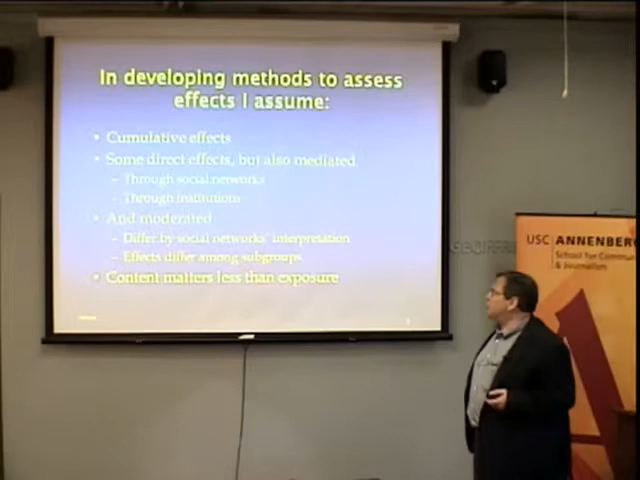 In developing methods to assess
effects I assume:
• Cumulative effects
• Some direct effects, but also mediated
– Through social networks
– Through institutions
• And moderated
– Differ by social networks' interpretation
– Effects differ among subgroups
• Content matters less than exposure
USC ANNENBERG
School for Commu
& Journalism